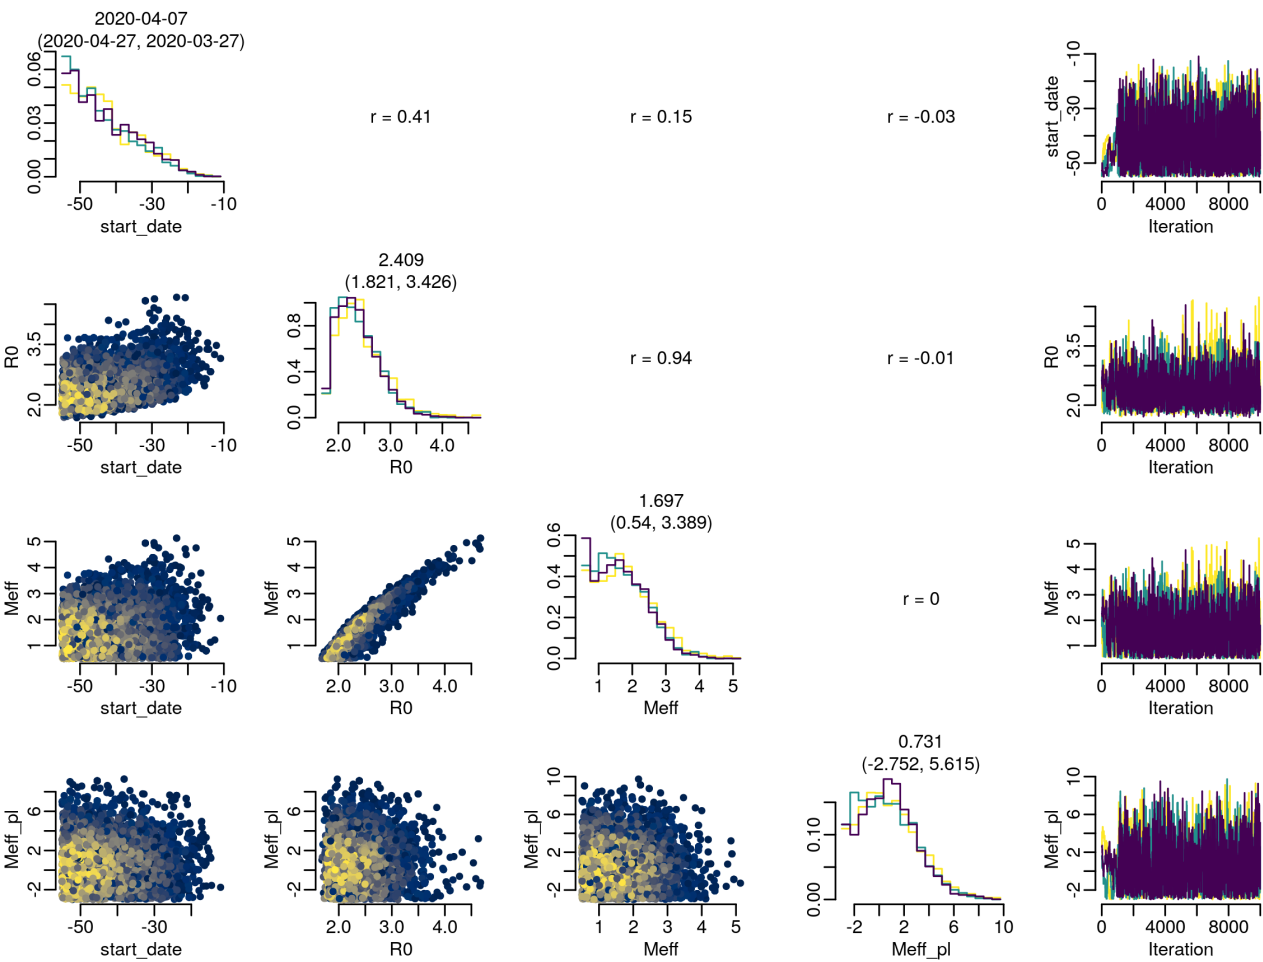 2020-04-07
(2020-04-27, 2020-03-27)
0.00 0.03 0.06
-50 -30 -10
start_date
r = 0.41
r = 0.15
r = -0.03
start_date
-50 -30 -10
0 4000 8000
Iteration
R0
2.0 3.5
-50 -30 -10
start_date
2.409
(1.821, 3.426)
0.0 0.4 0.8
2.0 3.0 4.0
R0
r = 0.94
r = -0.01
R0
2.0 3.5
0 4000 8000
Iteration
Meff
1 2 3 4 5
-50 -30 -10
start_date
Meff
1 2 3 4 5
2.0 3.0 4.0
R0
1.697
(0.54, 3.389)
0.0 0.2 0.4 0.6
1 2 3 4 5
Meff
r = 0
Meff
1 2 3 4 5
0 4000 8000
Iteration
Meff_pl
-2 2 6
-50 -30
start_date
Meff_pl
-2 2 6
2.0 3.0 4.0
R0
Meff_pl
-2 2 6 10
1 2 3 4 5
Meff
0.731
(-2.752, 5.615)
0.00 0.10
-2 2 6 10
Meff_pl
Meff_pl
-2 2 6 10
0 4000 8000
Iteration